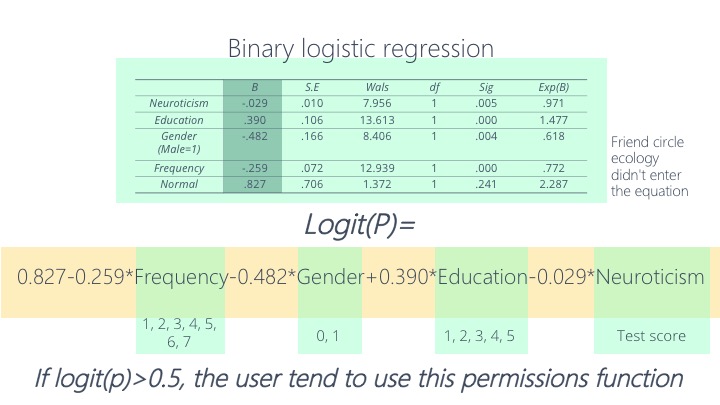 Binary logistic regression
B S.E Wals df Sig Exp(B)
Neuroticism -.029 .010 7.956 1 .005 .971
Education .390 .106 13.613 1 .000 1.477
Gender -.482 .166 8.406 1 .004 .618
(Male=1)
Frequency -.259 .072 12.939 1 .000 .772
Normal .827 .706 1.372 1 .241 2.287
Friend circle
ecology
didn't enter
the equation
Logit(P)=
0.827-0.259*Frequency-0.482*Gender+0.390*Education-0.029*Neuroticism
1, 2, 3, 4, 5,
6, 7
0, 1
1, 2, 3, 4, 5
Test score
If logit(p)>0.5, the user tend to use this permissions function